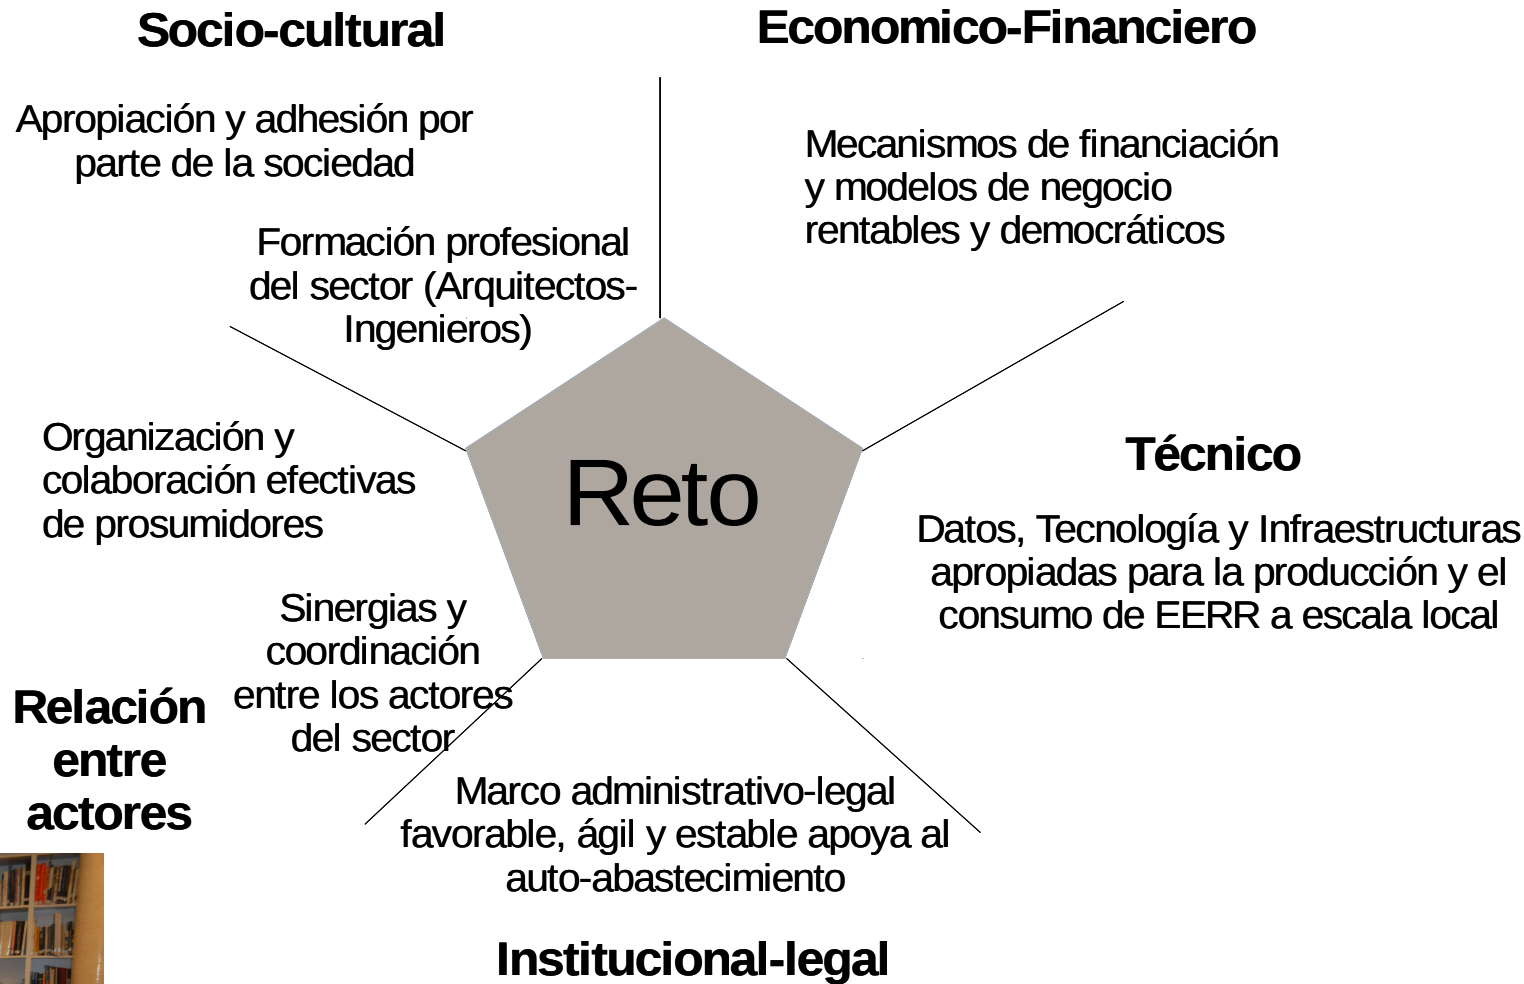 Socio-cultural
Apropiación y adhesión por
parte de la sociedad
Formación profesional
del sector (Arquitectos-
Ingenieros)
Economico-Financiero
Mecanismos de financiación
y modelos de negocio
rentables y democráticos
Reto
Técnico
Datos, Tecnología y Infraestructuras
apropiadas para la producción y el
consumo de EERR a escala local
Organización y
colaboración efectivas
de prosumidores
Sinergias y
coordinación
entre los actores
del sector
Relación
entre
actores
Marco administrativo-legal
favorable, ágil y estable apoya al
auto-abastecimiento
Institucional-legal